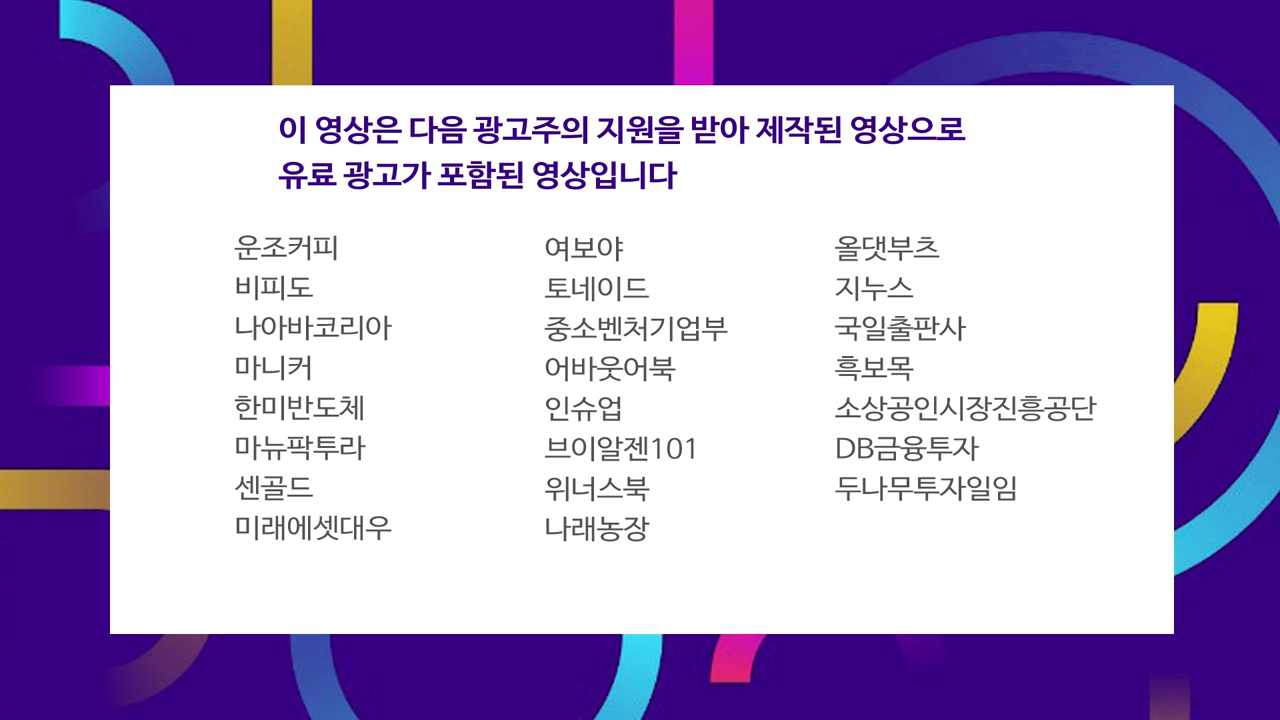 이 영상은 다음 광고주의 지원을 받아 제작된 영상으로
유료 광고가 포함된 영상입니다
운조커피
비피도
나아바코리아
마니커
한미반도체
마뉴팍투라
센골드
미래에셋대우
여보야
토네이드
중소벤처기업부
어바웃어북
인슈업
브이알젠101
위너스북
나래농장
올댓부츠
지누스
국일출판사
흑보목
소상공인시장진흥공단
DB금융투자
두나무투자일임